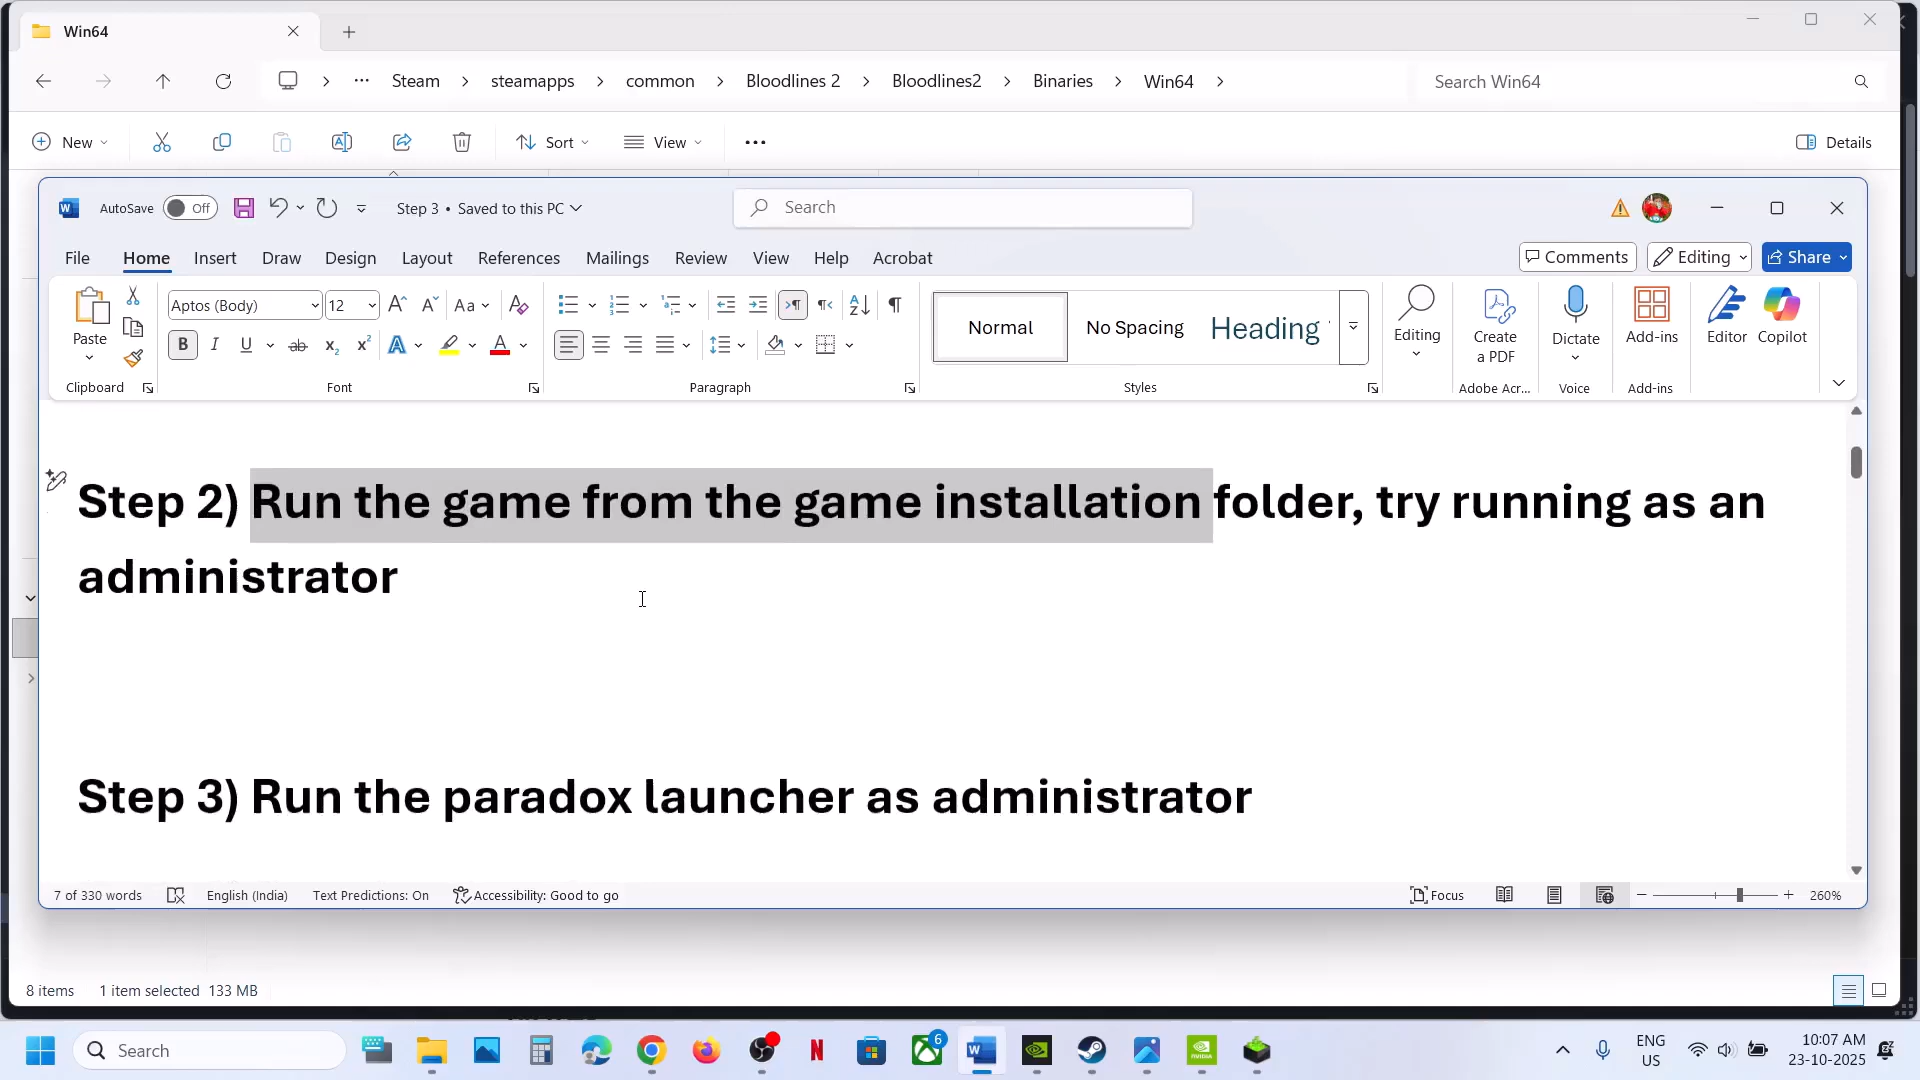 Win64
Steam
steamapps
common
Bloodlines 2
Bloodlines2
Binaries
Win64
Search Win64
New
Sort
View
Details
AutoSave
Off
Step 3 • Saved to this PC
Search
File
Home
Insert
Draw
Design
Layout
References
Mailings
Review
View
Help
Acrobat
Comments
Editing
Share
Paste
Clipboard
Aptos (Body)
12
Font
Paragraph
Normal
No Spacing
Heading
Styles
Editing
Create a PDF
Adobe Acr...
Dictate
Voice
Add-ins
Add-ins
Editor
Copilot
Step 2) Run the game from the game installation folder, try running as an
administrator
Step 3) Run the paradox launcher as administrator
7 of 330 words
English (India)
Text Predictions: On
Accessibility: Good to go
Focus
260%
8 items
1 item selected 133 MB
Search
6
ENG
US
10:07 AM
23-10-2025